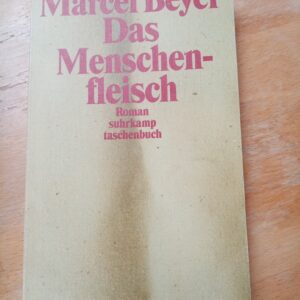 Marcel Beyer
Das
Menschen-
fleisch
Roman
suhrkamp
taschenbuch